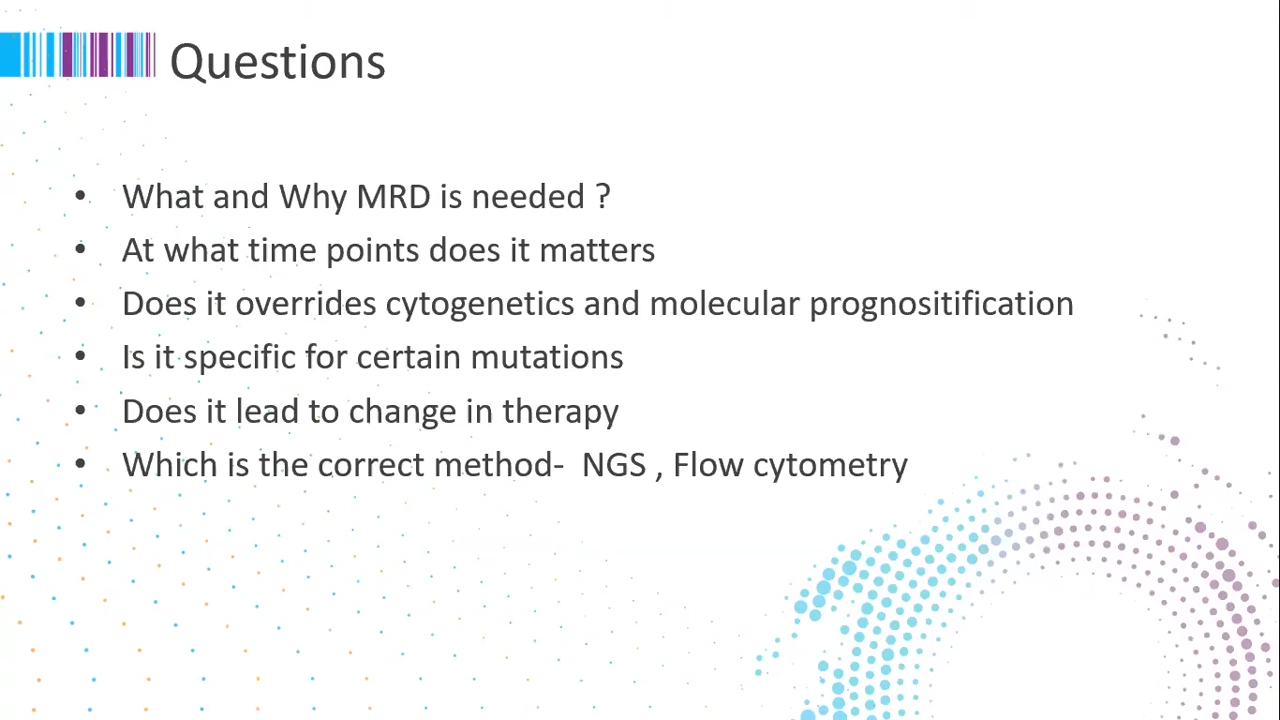 Questions
• What and Why MRD is needed ?
• At what time points does it matters
• Does it overrides cytogenetics and molecular prognositification
• Is it specific for certain mutations
• Does it lead to change in therapy
• Which is the correct method-  NGS , Flow cytometry